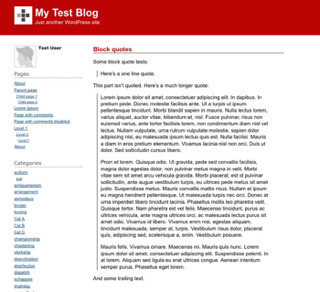 My Test Blog
Just another WordPress site
Test User
Pages
About
Parent page
Child page 1
Child page 2
Lorem Ipsum
Page with comments
Page with comments disabled
Level 1
Level 2
Level 3
About
Categories
aciform
sub
antiquarianism
arrangement
asmodeus
broder
buying
Cat A
Cat B
Cat C
championship
chastening
clerkship
disinclination
disinfection
dispatch
echappee
enphagy
Block quotes
Some block quote tests:
Here's a one line quote.
This part isn't quoted. Here's a much longer quote:
Lorem ipsum dolor sit amet, consectetuer adipiscing elit. In dapibus. In
pretium pede. Donec molestie facilisis ante. Ut a turpis ut ipsum
pellentesque tincidunt. Morbi blandit sapien in mauris. Nulla lectus lorem,
varius aliquet, auctor vitae, bibendum et, nisl. Fusce pulvinar, risus non
euismod varius, ante tortor facilisis lorem, non condimentum diam nisl vel
lectus. Nullam vulputate, urna rutrum vulputate molestie, sapien dolor
adipiscing nisi, eu malesuada ipsum lectus quis est. Nulla facilisi. Mauris
a diam in eros pretium elementum. Vivamus lacinia nisl non orci. Duis ut
dolor. Sed sollicitudin cursus libero.
Proin et lorem. Quisque odio. Ut gravida, pede sed convallis facilisis,
magna dolor egestas dolor, non pulvinar metus magna in velit. Morbi
vitae sem sit amet arcu vehicula gravida. Morbi placerat, est id pulvinar
sollicitudin, ante augue vestibulum turpis, eu ultrices pede metus sit amet
justo. Suspendisse metus. Mauris convallis mattis risus. Nullam et ipsum
eu magna hendrerit pellentesque. Ut malesuada turpis nec orci. Donec at
urna imperdiet libero tincidunt lacinia. Phasellus mollis leo pharetra velit.
Quisque tortor. Nam pharetra est vel felis. Maecenas tincidunt, purus ac
ultrices vehicula, ante magna ultrices orci, ac malesuada lectus purus sit
amet odio. Vivamus id libero. Vivamus enim nisi, egestas aliquam,
tincidunt malesuada, semper at, turpis. Vestibulum risus dolor, placerat
quis, adipiscing sed, scelerisque a, enim. Vestibulum posuere.
Mauris felis. Vivamus ornare. Maecenas mi. Mauris quis nunc. Lorem
ipsum dolor sit amet, consectetuer adipiscing elit. Suspendisse potenti. In
at lorem. Aliquam sed ligula eu erat ultrices congue. Aenean interdum
semper purus. Phasellus eget lorem.
And some trailing text.